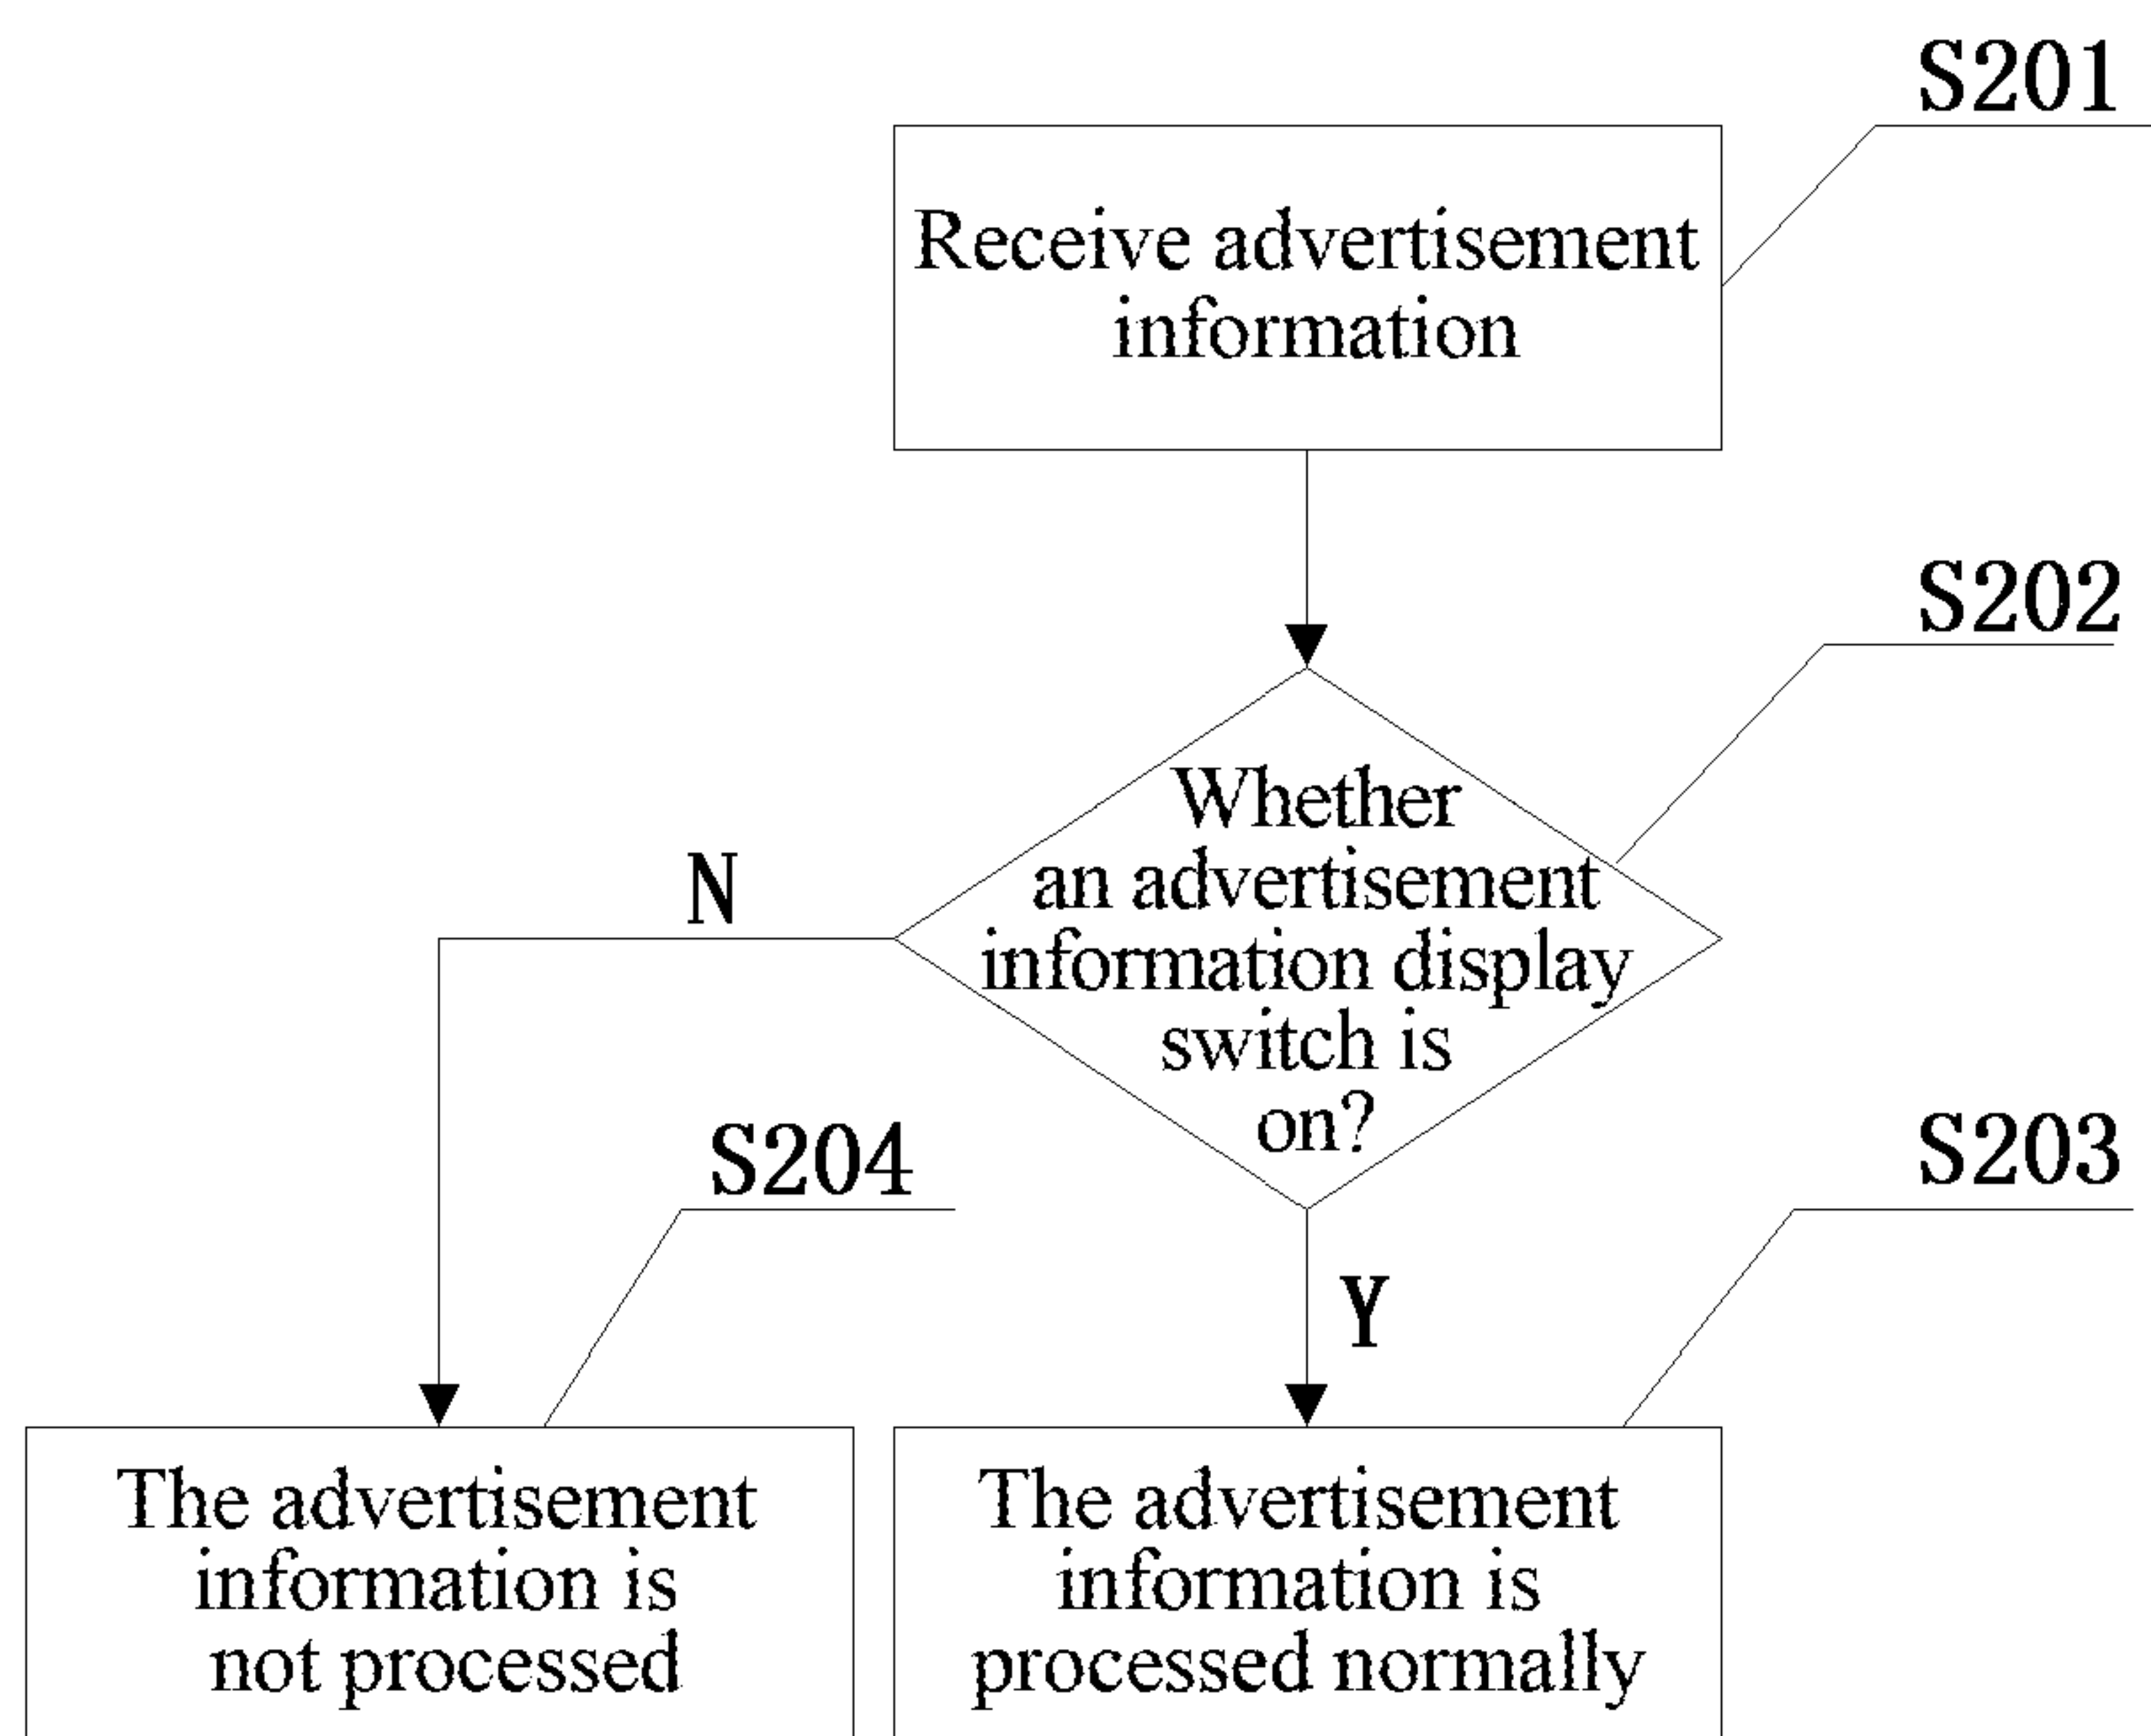 S201
Receive advertisement
information
S202
Whether
an advertisement
information display
switch is
on?
N
S204
S203
Y
The advertisement
information is
not processed
The advertisement
information is
processed normally